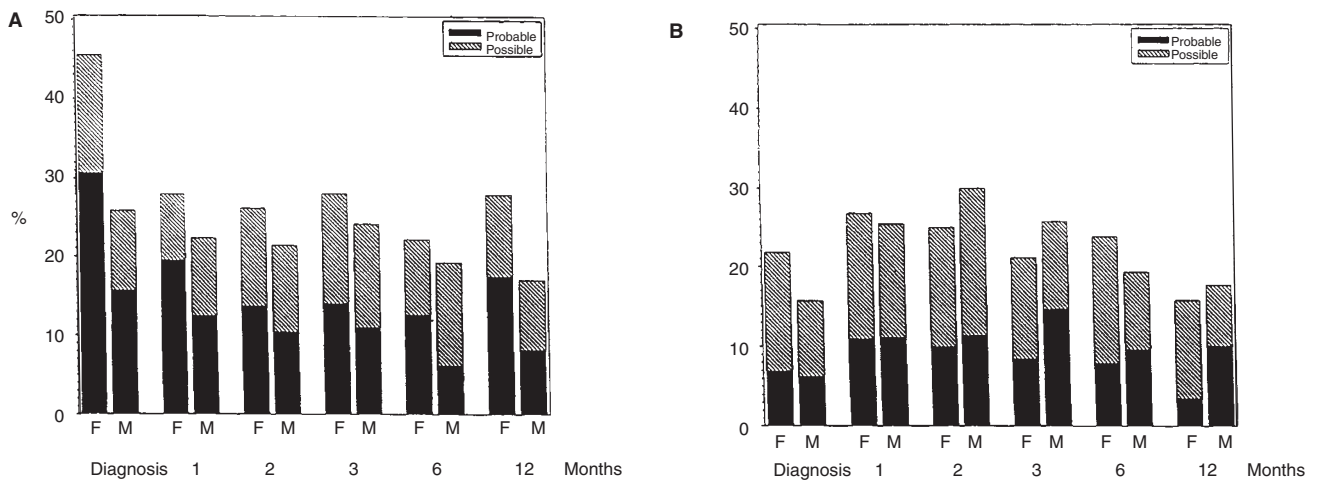 A
50
40
30
%
20
10
0
Probable
Possible
F M F M F M F M F M F M
Diagnosis 1 2 3 6 12 Months
B
50
40
30
20
10
0
Probable
Possible
F M F M F M F M F M F M
Diagnosis 1 2 3 6 12 Months